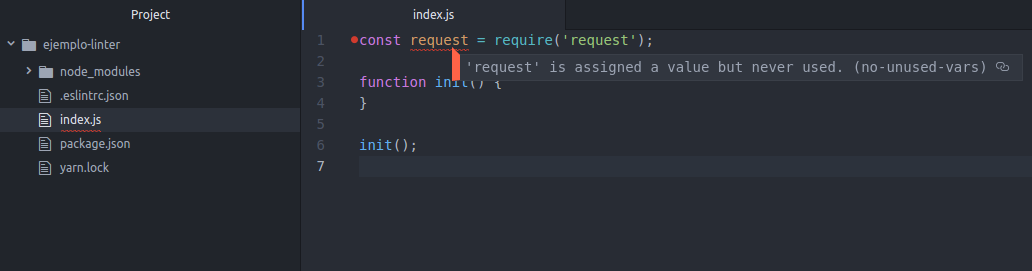 Project
ejemplo-linter
node_modules
.eslintrc.json
index.js
package.json
yarn.lock
index.js
1 const request = require('request');
2
'request' is assigned a value but never used. (no-unused-vars)
3 function init() {
4 }
5
6 init();
7